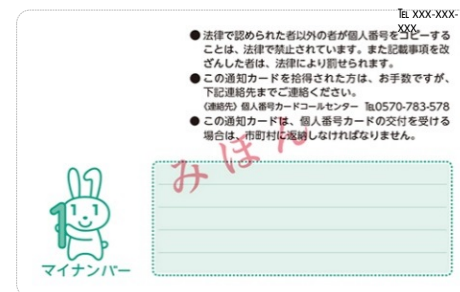 ℡ XXX-XXX-
XXX
●法律で認められた者以外の者が個人番号をコピーする
ことは、法律で禁止されています。また記載事項を改
ざんした者は、法律により罰せられます。
●この通知カードを拾得された方は、お手数ですが、
下記連絡先までご連絡ください。
〈連絡先〉個人番号カードコールセンター ℡0570-783-578
●この通知カードは、個人番号カードの交付を受ける
場合は、市町村に返納しなければなりません。
みほん
1
マイナンバー